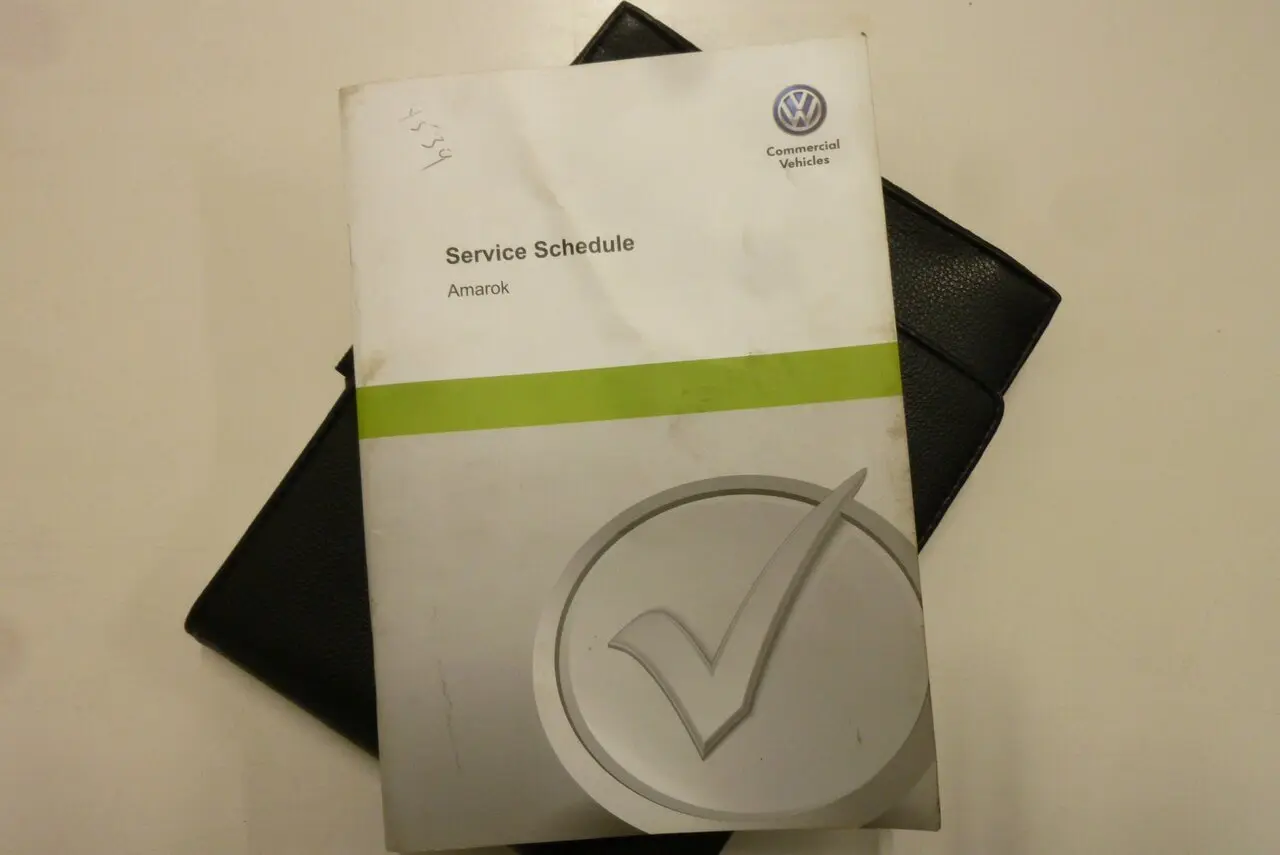 Commercial
Vehicles
Service Schedule
Amarok